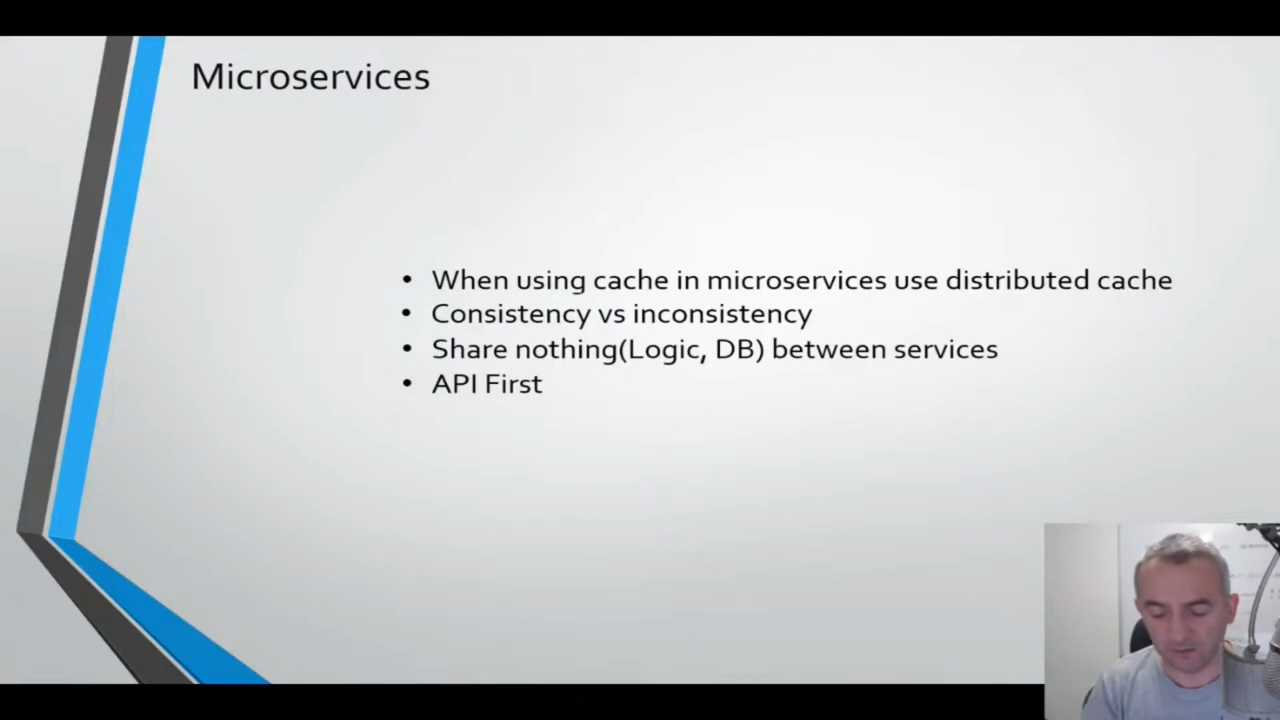 Microservices
• When using cache in microservices use distributed cache
• Consistency vs inconsistency
• Share nothing(Logic, DB) between services
• API First